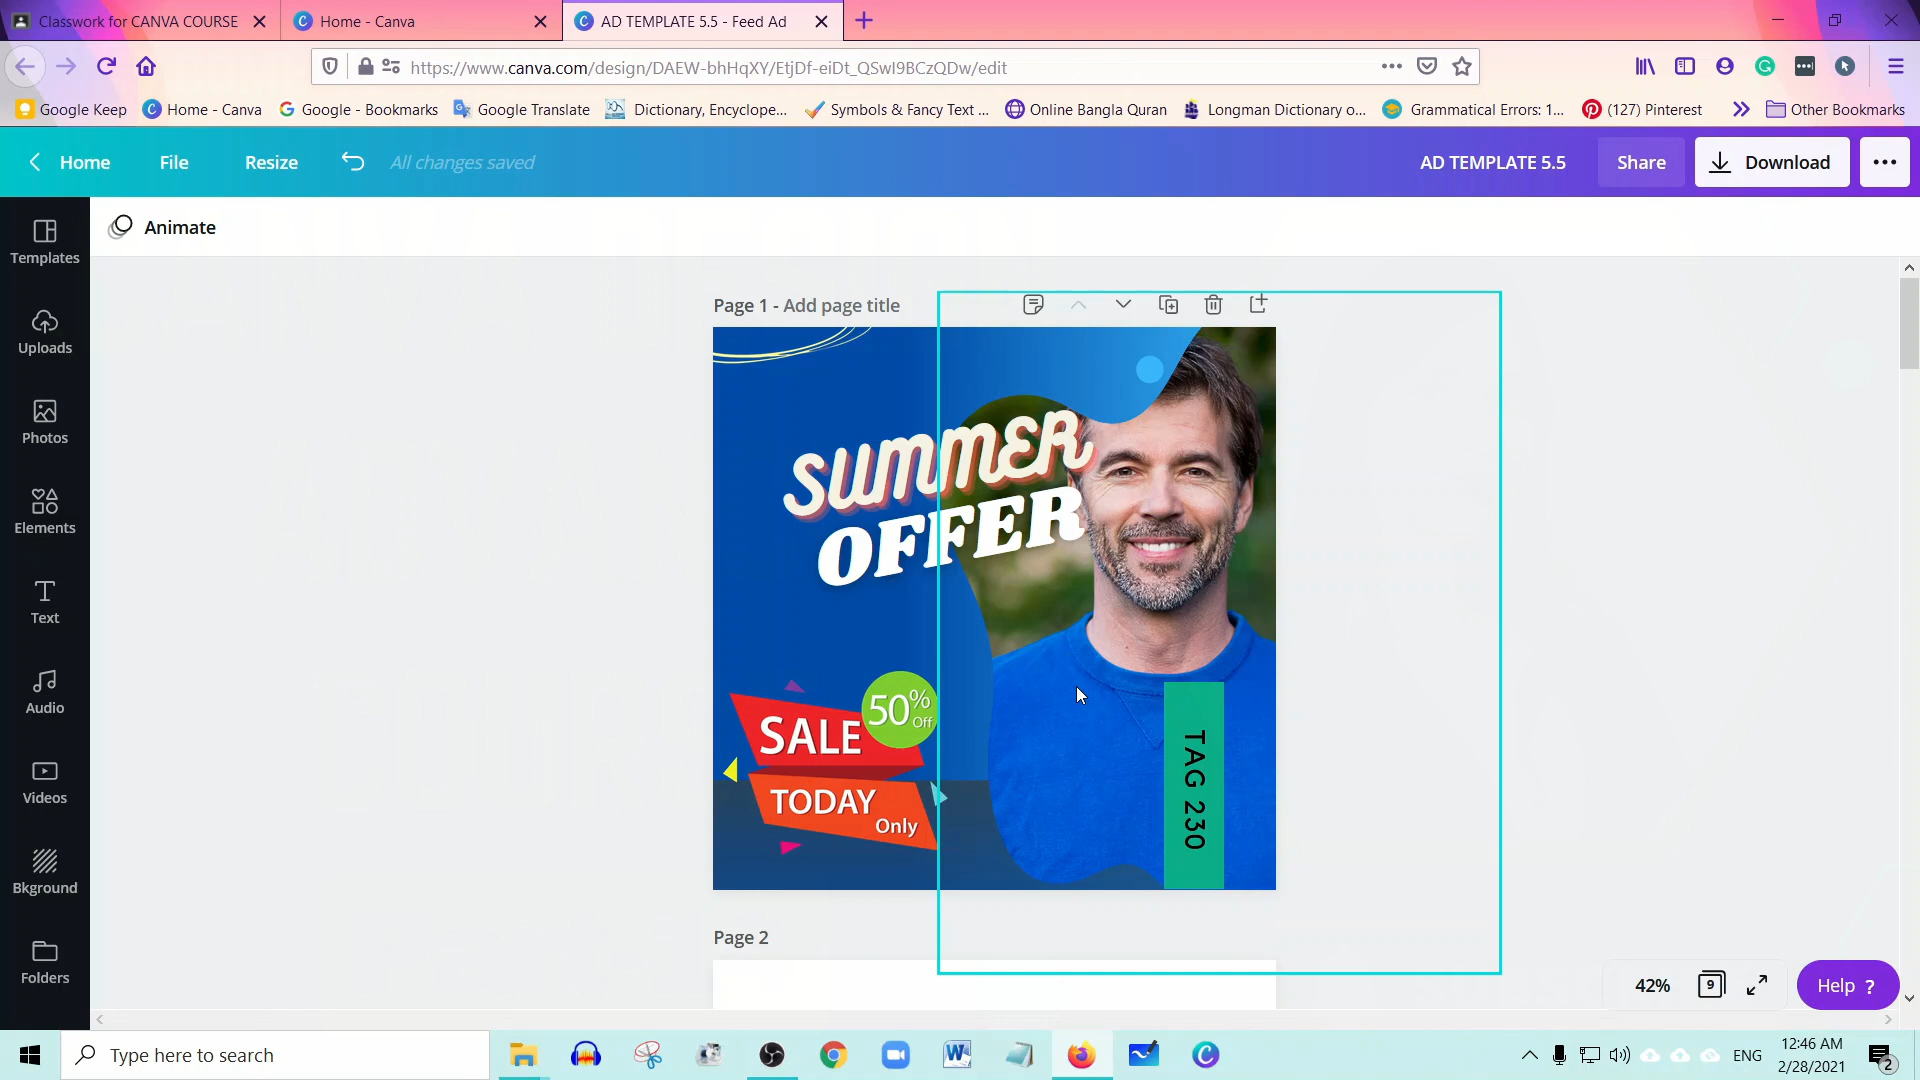 Classwork for CANVA COURSE
Home - Canva
AD TEMPLATE 5.5 - Feed Ad
https://www.canva.com/design/DAEW-bhHqXY/EtjDf-eiDt_QSwI9BCzQDw/edit
Google Keep
Home - Canva
Google - Bookmarks
Google Translate
Dictionary, Encyclope...
Symbols & Fancy Text ...
Online Bangla Quran
Longman Dictionary o...
Grammatical Errors: 1...
(127) Pinterest
Other Bookmarks
Home
File
Resize
All changes saved
AD TEMPLATE 5.5
Share
Download
Templates
Uploads
Photos
Elements
Text
Audio
Videos
Bkground
Folders
Animate
Page 1 - Add page title
SUMMER
OFFER
50%
Off
SALE
TODAY
Only
TAG 230
Page 2
42%
9
Help ?
Type here to search
ENG
12:46 AM
2/28/2021
2